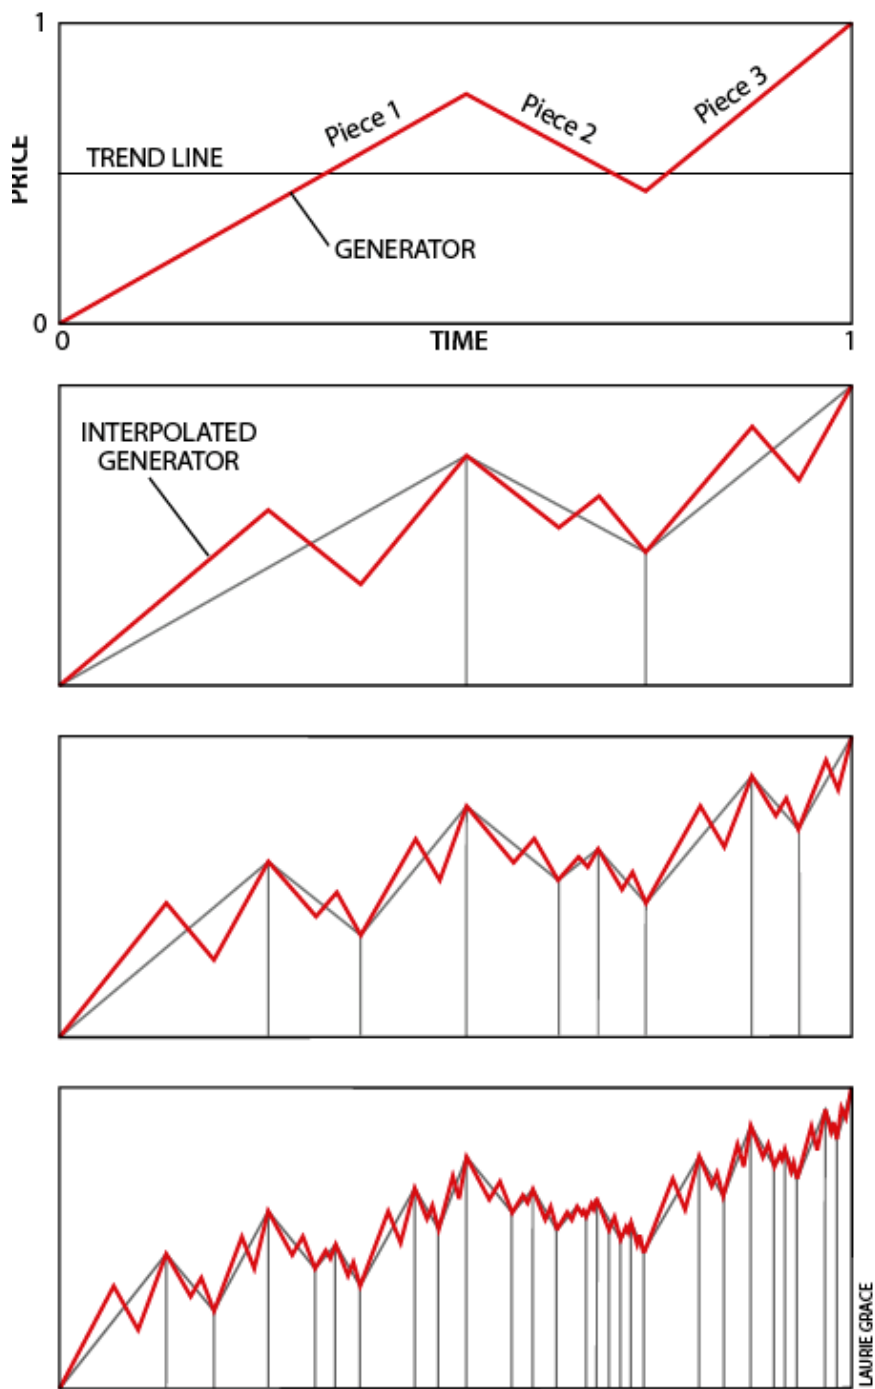 1
Piece 1
Piece 2
Piece 3
TREND LINE
PRICE
GENERATOR
0
0
TIME
1
INTERPOLATED
GENERATOR
LAURIE GRACE